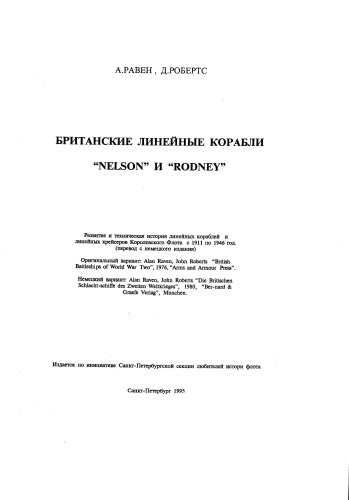 А.РАВЕН , Д.РОБЕРТС
БРИТАНСКИЕ ЛИНЕЙНЫЕ КОРАБЛИ
“NELSON” И “RODNEY”
Развитие и техническая история линейных кораблей и
линейных крейсеров Королевского Флота с 1911 по 1946 год.
(перевод с немецкого издания)
Оригинальный вариант: Alan Raven, John Roberts "British
Battleships of World War Two", 1976, "Arms and Armour Press".
Немецкий вариант: Alan Raven, John Roberts "Die Britischen
Schlacht-schiffe des Zweiten Weltkrieges", 1980, "Ber-nard &
Graefe Verlag", Munchen.
Издается по инициативе Санкт-Петербургской секции любителей истори флота
Санкт-Петербург 1995